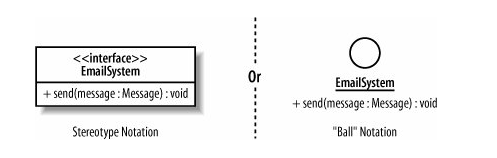 <<interface>>
EmailSystem
+ send(message : Message) : void
Stereotype Notation
Or
EmailSystem
+ send(message : Message) : void
"Ball" Notation